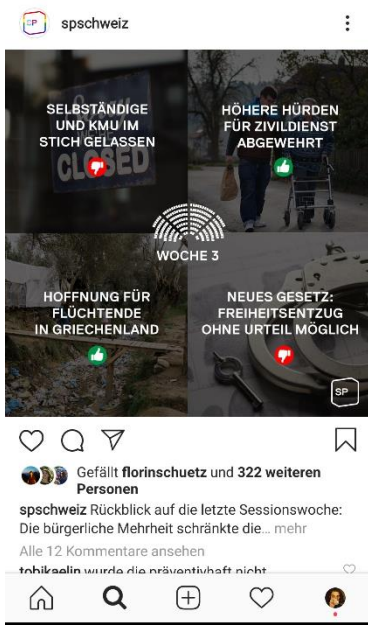 SP spschweiz
SELBSTÄNDIGE
UND KMU IM
STICH GELASSEN
CLOSED
HÖHERE HÜRDEN
FÜR ZIVILDIENST
ABGEWEHRT
WOCHE 3
HOFFNUNG FÜR
FLÜCHTENDE
IN GRIECHENLAND
NEUES GESETZ:
FREIHEITSENTZUG
OHNE URTEIL MÖGLICH
SP
Gefällt florinschuetz und 322 weiteren
Personen
spschweiz Rückblick auf die letzte Sessionswoche:
Die bürgerliche Mehrheit schränkte die... mehr
Alle 12 Kommentare ansehen
tobikaelin wurde die präventivhaft nicht